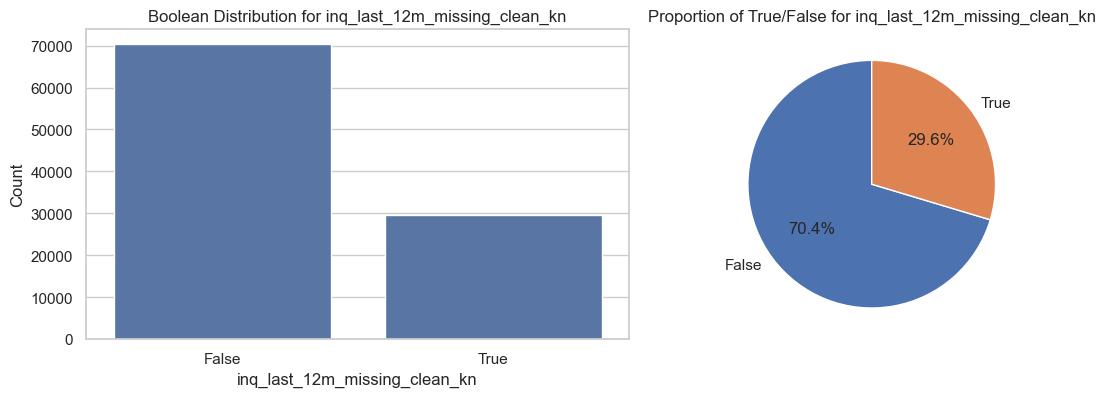 Boolean Distribution for inq_last_12m_missing_clean_kn
70000
60000
50000
40000
30000
20000
10000
0
Count
False
True
inq_last_12m_missing_clean_kn
Proportion of True/False for inq_last_12m_missing_clean_kn
True
29.6%
70.4%
False